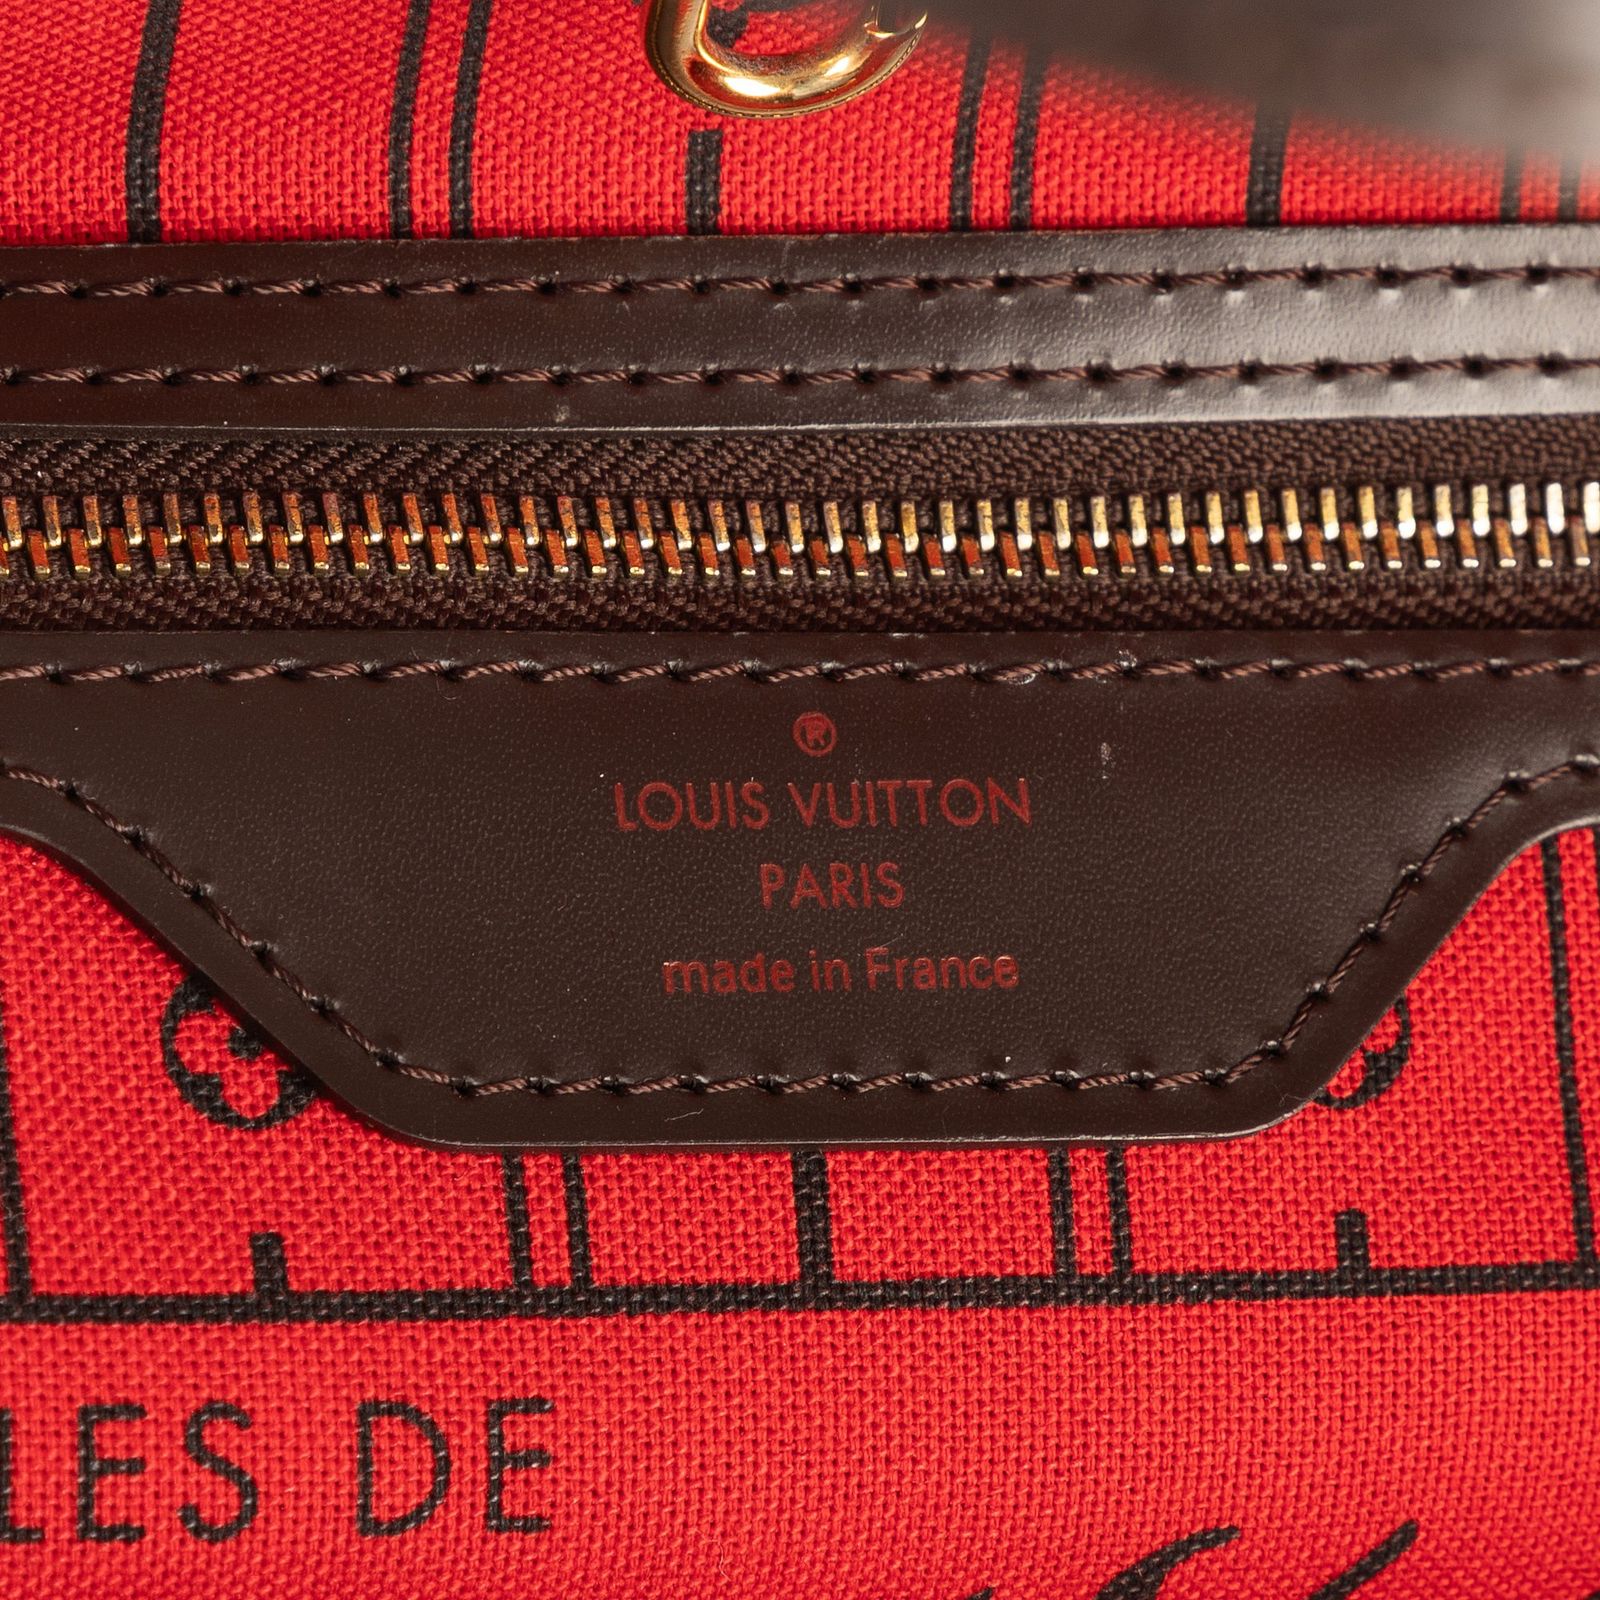 ®
LOUIS VUITTON
PARIS
made in France
LES DE